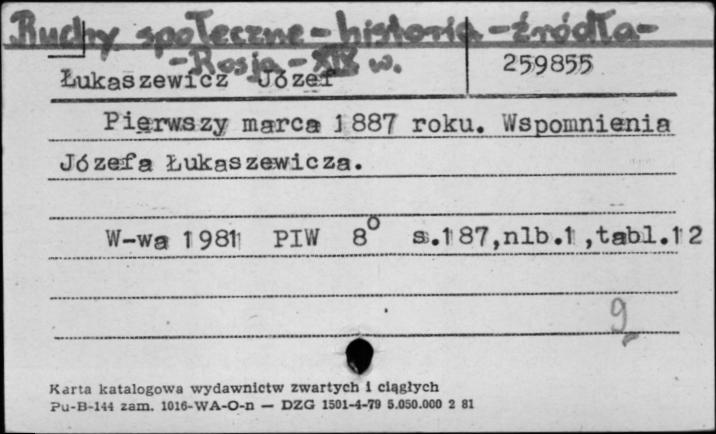 Ruchy społeczne - historia - źródła -
- Rosja - XIX w.
Łukaszewicz Józef 259855
Pierwszy marca 1887 roku. Wspomnienia
Józefa Łukaszewicza.
W-wa 1981 PIW 8° s.187,nlb.1,tabl.12
9
Karta katalogowa wydawnictw zwartych i ciągłych
Pu-B-144 zam. 1016-WA-O-n — DZG 1501-4-79 5.050.000 2 81